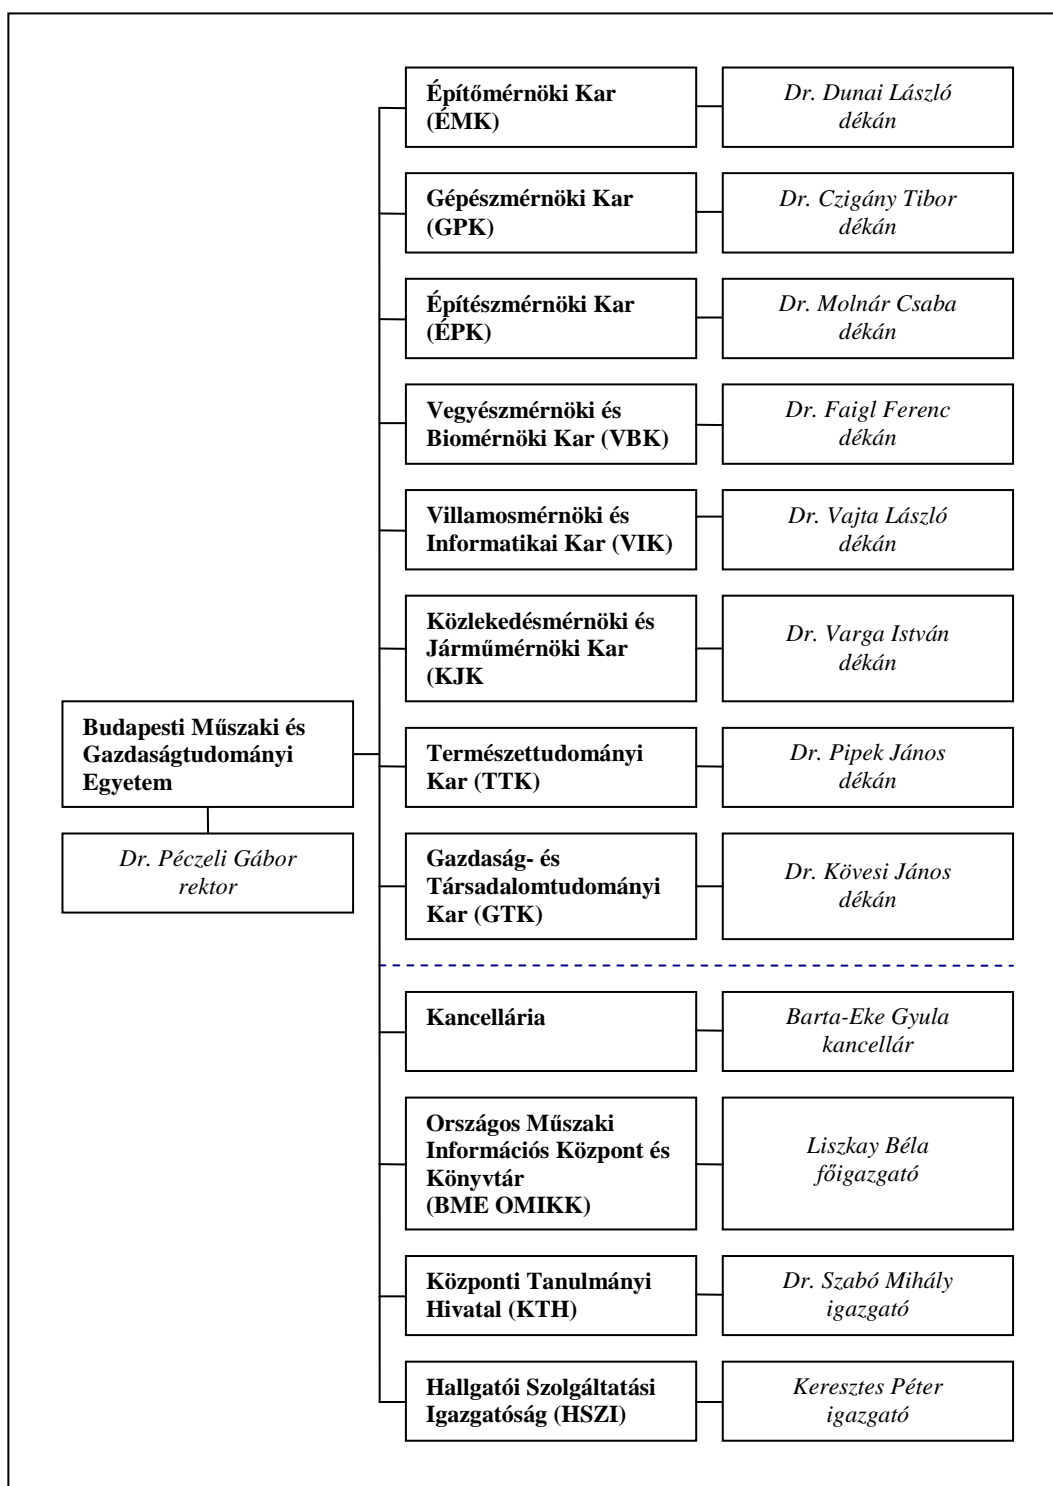 Építőmérnöki Kar
(ÉMK)
Dr. Dunai László
dékán
Gépészmérnöki Kar
(GPK)
Dr. Czigány Tibor
dékán
Építészmérnöki Kar
(ÉPK)
Dr. Molnár Csaba
dékán
Vegyészmérnöki és
Biomérnöki Kar (VBK)
Dr. Faigl Ferenc
dékán
Villamosmérnöki és
Informatikai Kar (VIK)
Dr. Vajta László
dékán
Közlekedésmérnöki és
Járműmérnöki Kar
(KJK
Dr. Varga István
dékán
Budapesti Műszaki és
Gazdaságtudományi
Egyetem
Dr. Péczeli Gábor
rektor
Természettudományi
Kar (TTK)
Dr. Pipek János
dékán
Gazdaság- és
Társadalomtudományi
Kar (GTK)
Dr. Kövesi János
dékán
Kancellária
Barta-Eke Gyula
kancellár
Országos Műszaki
Információs Központ és
Könyvtár
(BME OMIKK)
Liszkay Béla
főigazgató
Központi Tanulmányi
Hivatal (KTH)
Dr. Szabó Mihály
igazgató
Hallgatói Szolgáltatási
Igazgatóság (HSZI)
Keresztes Péter
igazgató